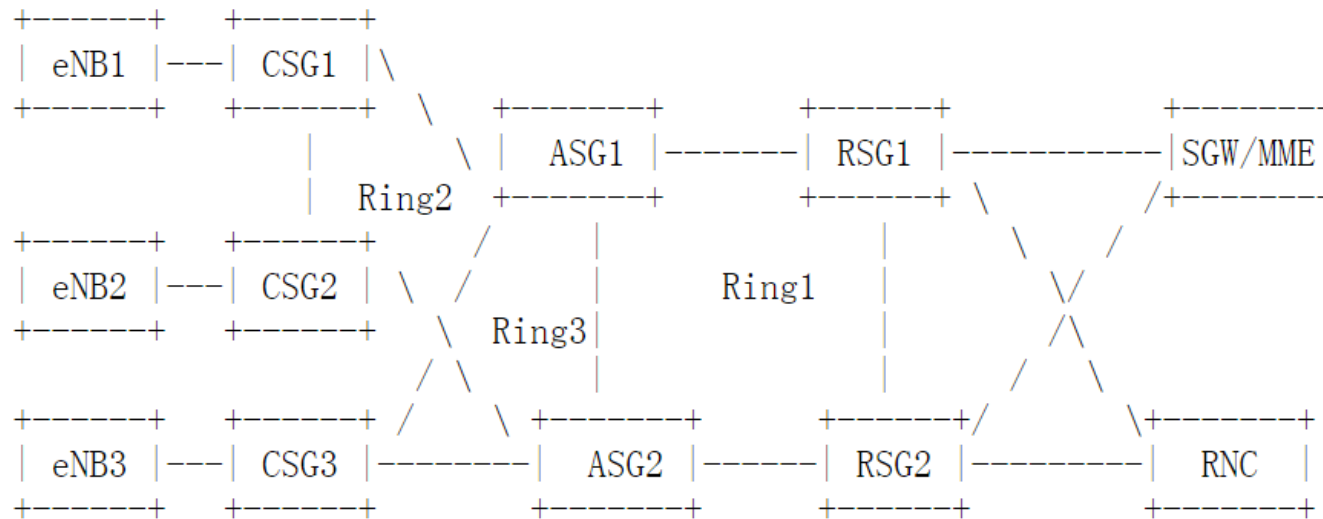 +------+ +------+
| eNB1 |---| CSG1 |\
+------+ +------+ \ +-------+ +------+ +--------
| \ | ASG1 |-------| RSG1 |-----------|SGW/MME
| Ring2 +-------+ +------+ \ /+--------
+------+ +------+ / | | \ /
| eNB2 |---| CSG2 | \ / | Ring1 | \/
+------+ +------+ \ Ring3| | /\
/ \ | | / \
+------+ +------+ / \ +-------+ +------+/ \+-------+
| eNB3 |---| CSG3 |--------| ASG2 |------| RSG2 |---------| RNC |
+------+ +------+ +-------+ +------+ +-------+